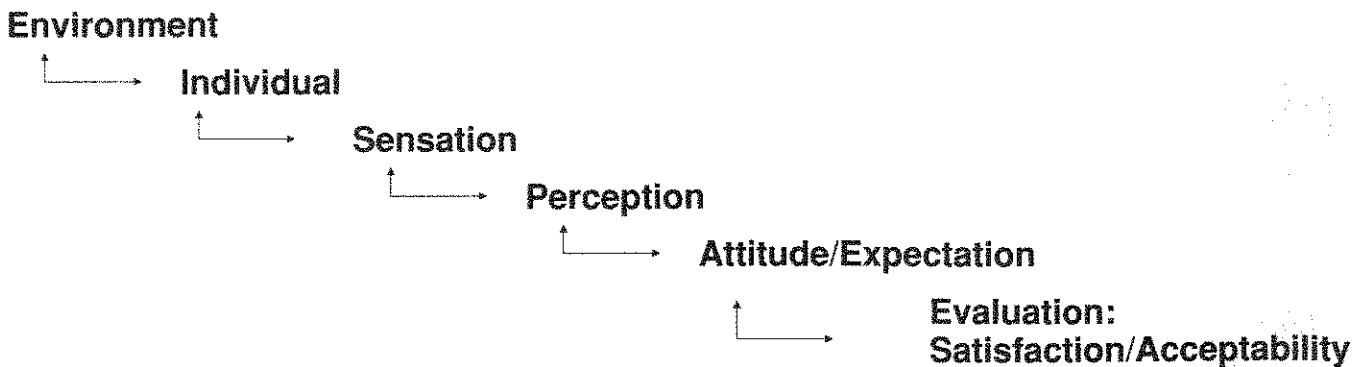 Environment
Individual
Sensation
Perception
Attitude/Expectation
Evaluation:
Satisfaction/Acceptability